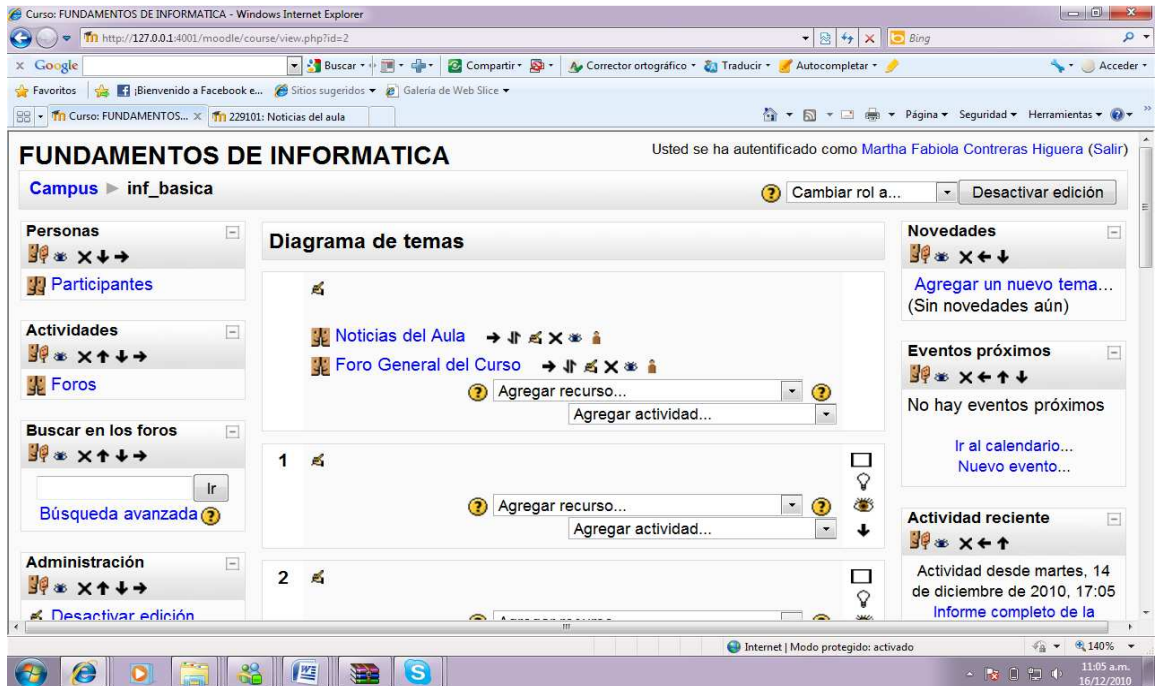 Curso: FUNDAMENTOS DE INFORMATICA - Windows Internet Explorer
http://127.0.0.1:4001/moodle/course/view.php?id=2
Bing
x Google
Buscar
Compartir
Corrector ortográfico
Traducir
Autocompletar
Acceder
Favoritos
¡Bienvenido a Facebook e...
Sitios sugeridos
Galería de Web Slice
Curso: FUNDAMENTOS... X
229101: Noticias del aula
Página
Seguridad
Herramientas
FUNDAMENTOS DE INFORMATICA
Usted se ha autentificado como Martha Fabiola Contreras Higuera (Salir)
Campus ► inf_basica
Cambiar rol a...
Desactivar edición
Personas
Participantes
Actividades
Foros
Buscar en los foros
Ir
Búsqueda avanzada
Administración
Desactivar edición
Diagrama de temas
Noticias del Aula
Foro General del Curso
Agregar recurso...
Agregar actividad...
1
Agregar recurso...
Agregar actividad...
2
Novedades
Agregar un nuevo tema...
(Sin novedades aún)
Eventos próximos
No hay eventos próximos
Ir al calendario...
Nuevo evento...
Actividad reciente
Actividad desde martes, 14
de diciembre de 2010, 17:05
Informe completo de la
Internet | Modo protegido: activado
140%
11:05 a.m.
16/12/2010